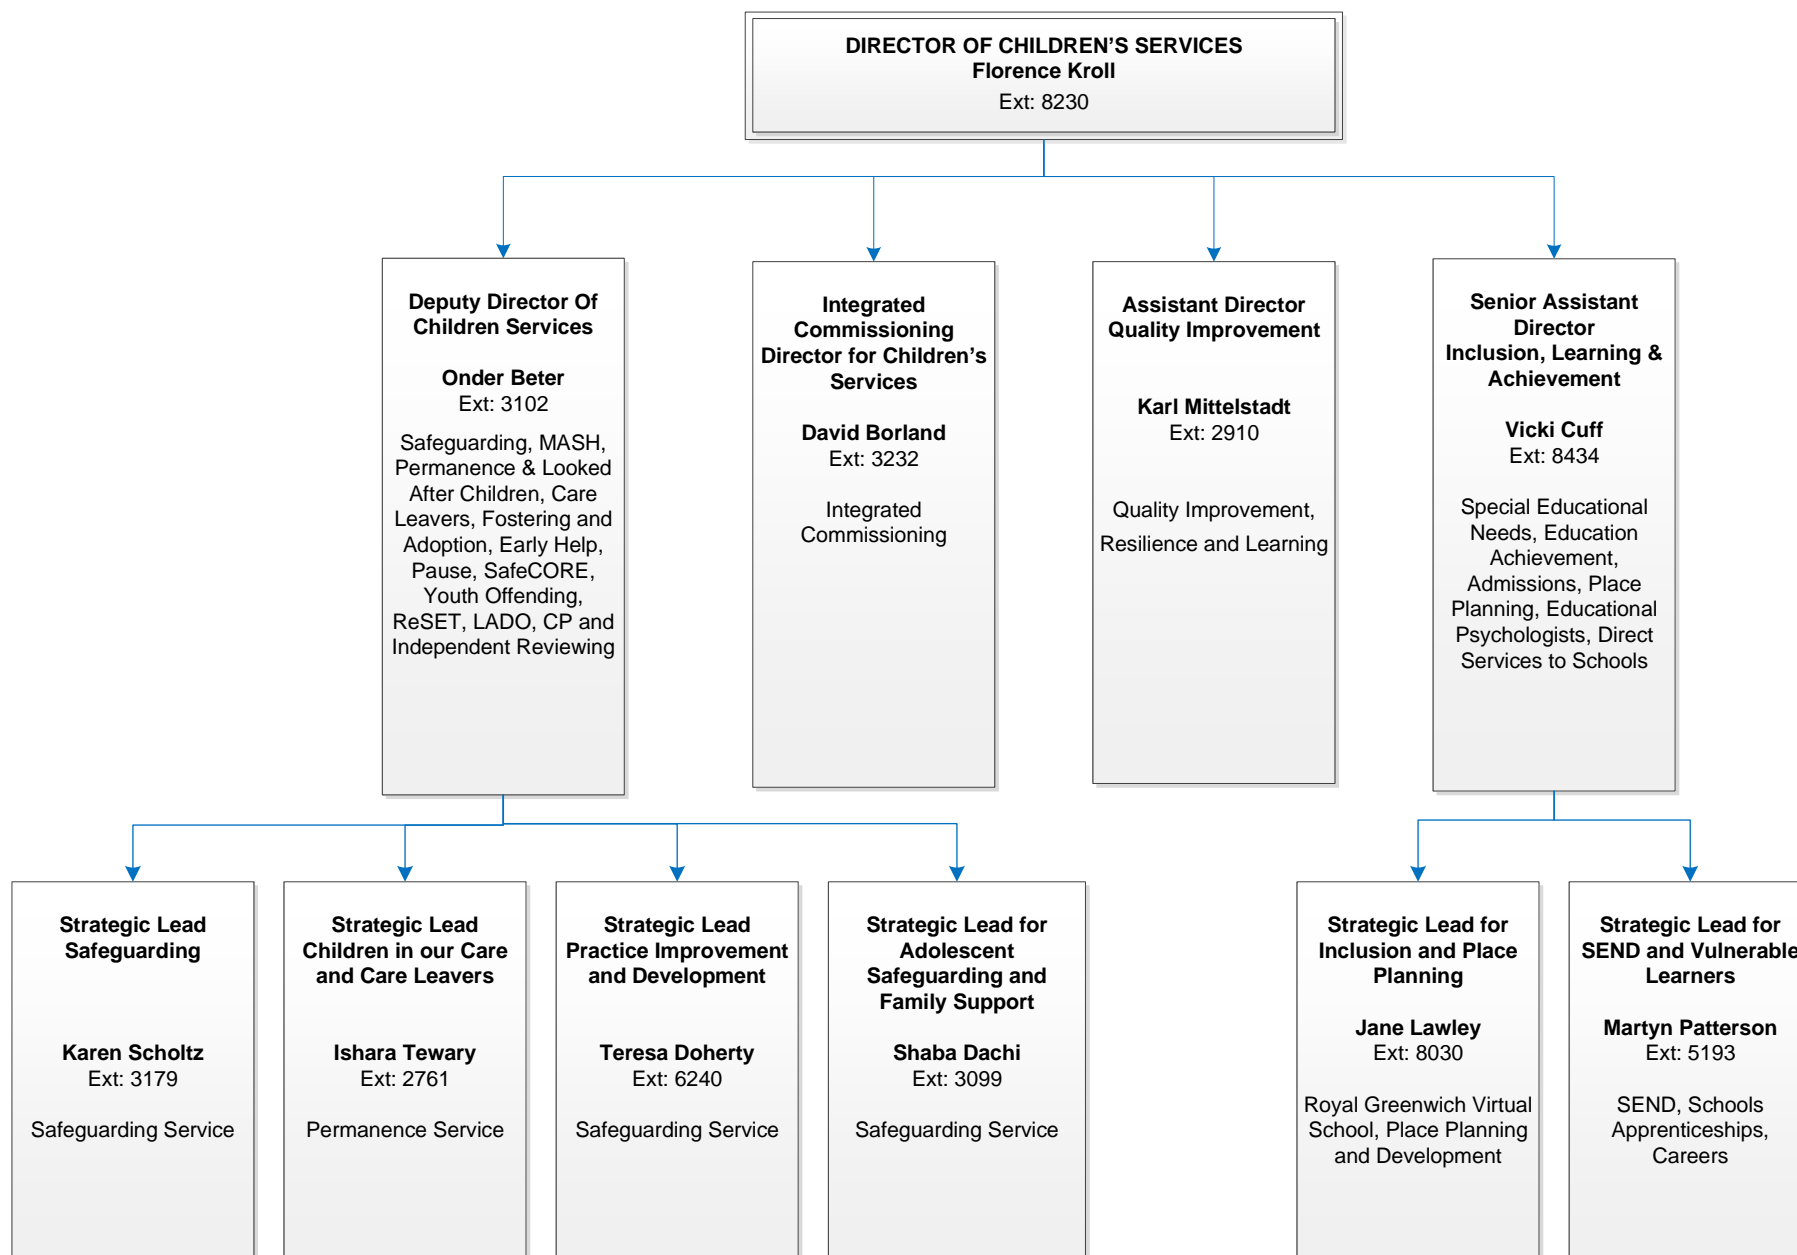 DIRECTOR OF CHILDREN'S SERVICES
Florence Kroll
Ext: 8230
Deputy Director Of
Children Services
Onder Beter
Ext: 3102
Safeguarding, MASH,
Permanence & Looked
After Children, Care
Leavers, Fostering and
Adoption, Early Help,
Pause, SafeCORE,
Youth Offending,
ReSET, LADO, CP and
Independent Reviewing
Integrated
Commissioning
Director for Children's
Services
David Borland
Ext: 3232
Integrated
Commissioning
Assistant Director
Quality Improvement
Karl Mittelstadt
Ext: 2910
Quality Improvement,
Resilience and Learning
Senior Assistant
Director
Inclusion, Learning &
Achievement
Vicki Cuff
Ext: 8434
Special Educational
Needs, Education
Achievement,
Admissions, Place
Planning, Educational
Psychologists, Direct
Services to Schools
Strategic Lead
Safeguarding
Karen Scholtz
Ext: 3179
Safeguarding Service
Strategic Lead
Children in our Care
and Care Leavers
Ishara Tewary
Ext: 2761
Permanence Service
Strategic Lead
Practice Improvement
and Development
Teresa Doherty
Ext: 6240
Safeguarding Service
Strategic Lead for
Adolescent
Safeguarding and
Family Support
Shaba Dachi
Ext: 3099
Safeguarding Service
Strategic Lead for
Inclusion and Place
Planning
Jane Lawley
Ext: 8030
Royal Greenwich Virtual
School, Place Planning
and Development
Strategic Lead for
SEND and Vulnerable
Learners
Martyn Patterson
Ext: 5193
SEND, Schools
Apprenticeships,
Careers